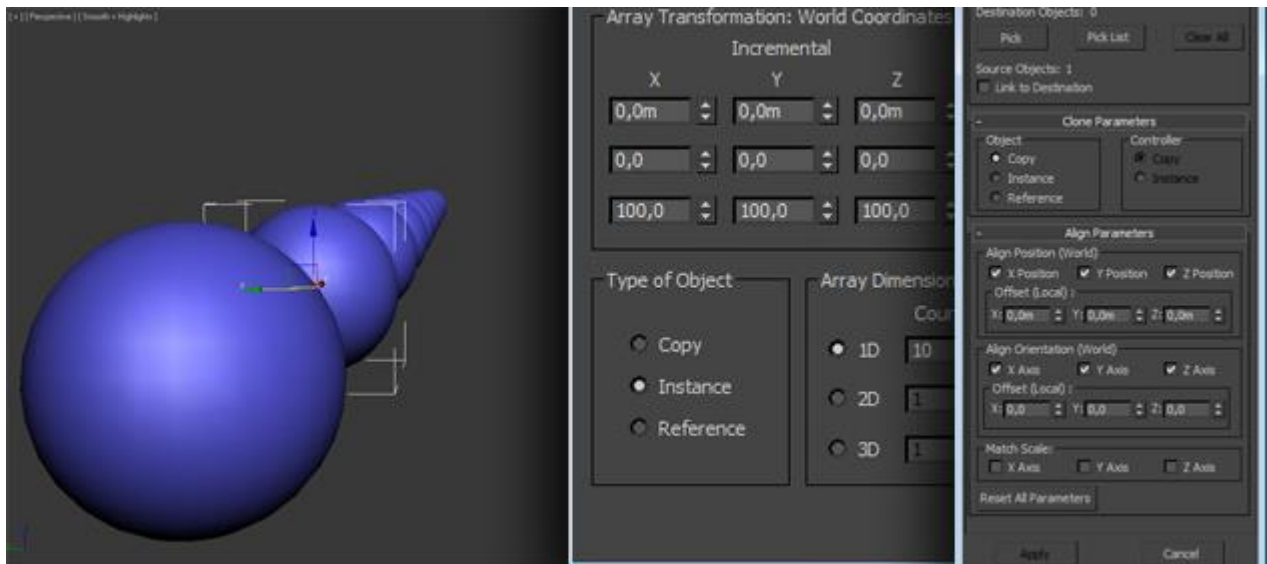 [+] [Perspective] [Smooth + Highlights]
Array Transformation: World Coordinates
Incremental
X Y Z
0,0m 0,0m 0,0m
0,0 0,0 0,0
100,0 100,0 100,0
Type of Object
Copy
Instance
Reference
Array Dimension
Cour
1D 10
2D 1
3D 1
Destination Objects: 0
Pick Pick List Clear All
Source Objects: 1
Link to Destination
- Clone Parameters
Object Controller
Copy Copy
Instance Instance
Reference
- Align Parameters
Align Position (World)
X Position Y Position Z Position
Offset (Local) :
X: 0,0m Y: 0,0m Z: 0,0m
Align Orientation (World)
X Axis Y Axis Z Axis
Offset (Local) :
X: 0,0 Y: 0,0 Z: 0,0
Match Scale:
X Axis Y Axis Z Axis
Reset All Parameters
Apply Cancel